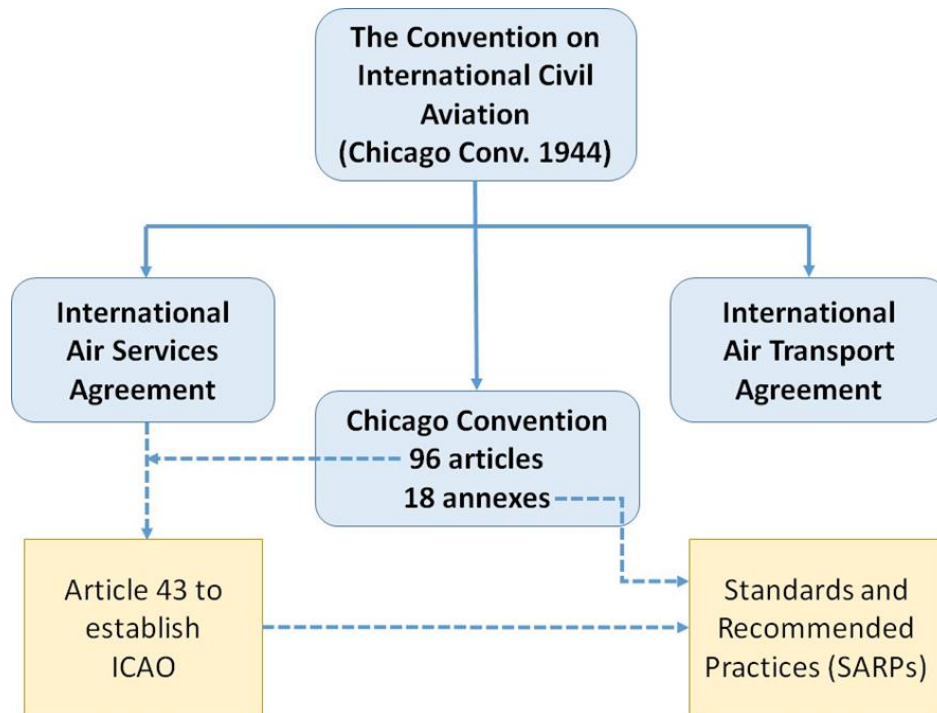 The Convention on
International Civil
Aviation
(Chicago Conv. 1944)
International
Air Services
Agreement
International
Air Transport
Agreement
Chicago Convention
96 articles
18 annexes
Article 43 to
establish
ICAO
Standards and
Recommended
Practices (SARPs)